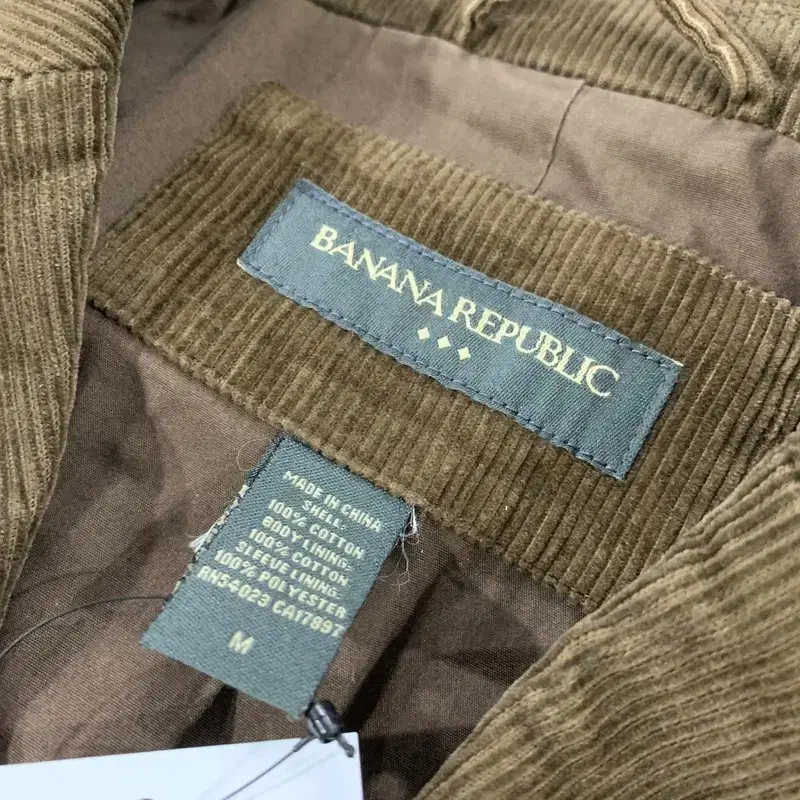 BANANA REPUBLIC
MADE IN CHINA
SHELL:
100% COTTON
BODY LINING:
100% COTTON
SLEEVE LINING:
100% POLYESTER
RN54023 CA17897
M